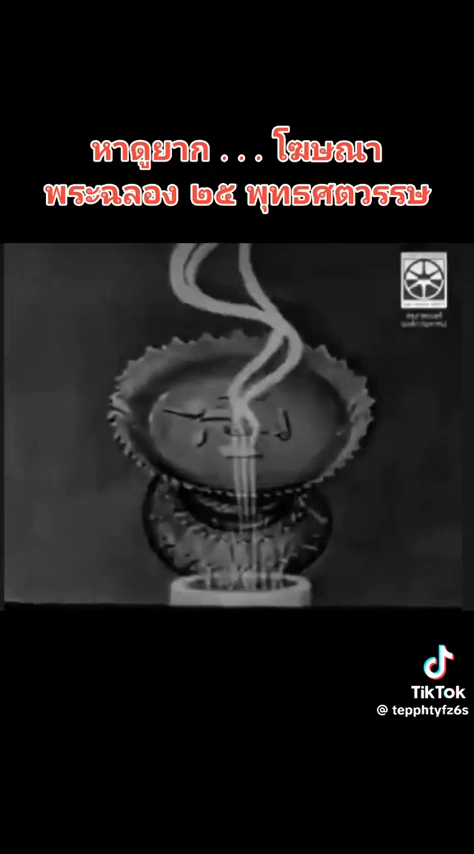 หาดูยาก . . . โฆษณา
พระฉลอง ๒๕ พุทธศตวรรษ
TikTok
@ tepphtyfz6s